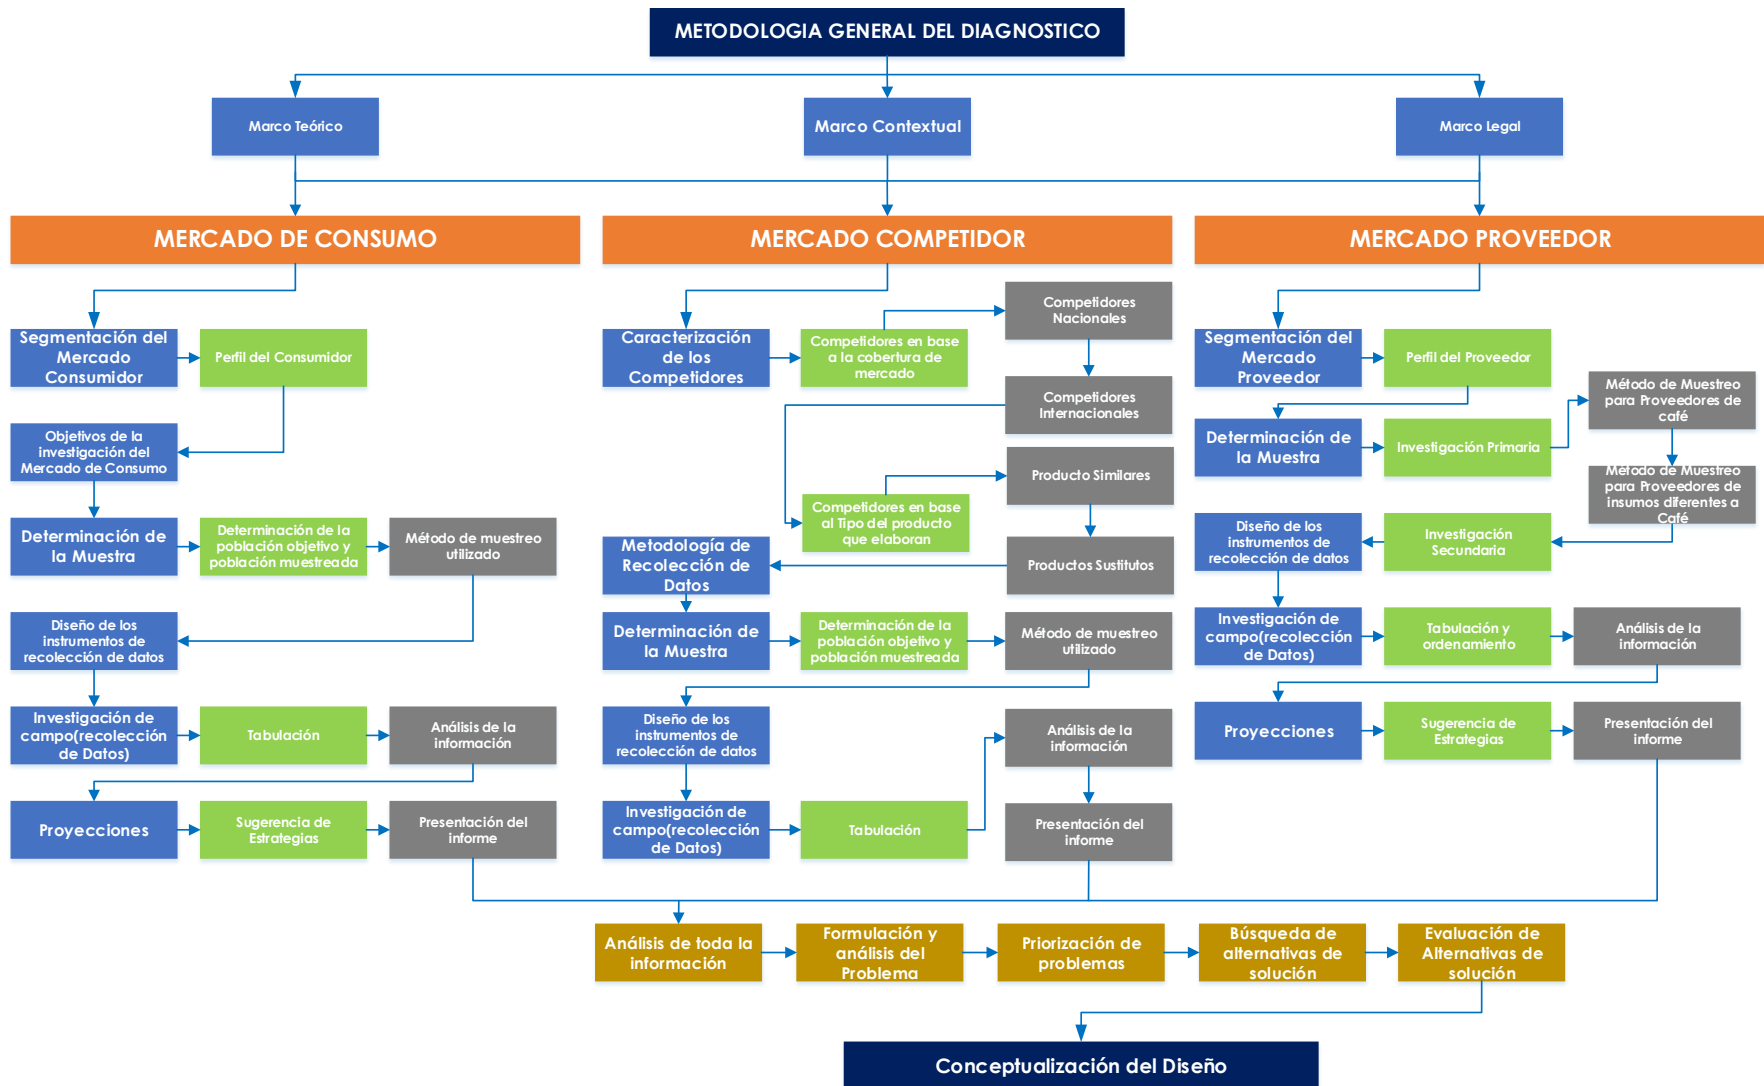 METODOLOGIA GENERAL DEL DIAGNOSTICO
Marco Teórico
Marco Contextual
Marco Legal
MERCADO DE CONSUMO
MERCADO COMPETIDOR
MERCADO PROVEEDOR
Segmentación del
Mercado
Consumidor
Perfil del Consumidor
Objetivos de la
investigación del
Mercado de Consumo
Determinación de
la Muestra
Determinación de la
población objetivo y
población muestreada
Método de muestreo
utilizado
Diseño de los
instrumentos de
recolección de datos
Investigación de
campo(recolección
de Datos)
Tabulación
Análisis de la
información
Proyecciones
Sugerencia de
Estrategias
Presentación del
informe
Caracterización
de los
Competidores
Competidores en base
a la cobertura de
mercado
Competidores
Nacionales
Competidores
Internacionales
Competidores en base
al Tipo del producto
que elaboran
Producto Similares
Productos Sustitutos
Metodología de
Recolección de
Datos
Determinación de
la Muestra
Determinación de la
población objetivo y
población muestreada
Método de muestreo
utilizado
Diseño de los
instrumentos de
recolección de datos
Investigación de
campo(recolección
de Datos)
Tabulación
Análisis de la
información
Presentación del
informe
Segmentación del
Mercado
Proveedor
Perfil del Proveedor
Determinación de
la Muestra
Investigación Primaria
Método de Muestreo
para Proveedores de
café
Método de Muestreo
para Proveedores de
insumos diferentes a
Café
Investigación
Secundaria
Diseño de los
instrumentos de
recolección de datos
Investigación de
campo(recolección
de Datos)
Tabulación y
ordenamiento
Análisis de la
información
Proyecciones
Sugerencia de
Estrategias
Presentación del
informe
Análisis de toda la
información
Formulación y
análisis del
Problema
Priorización de
problemas
Búsqueda de
alternativas de
solución
Evaluación de
Alternativas de
solución
Conceptualización del Diseño